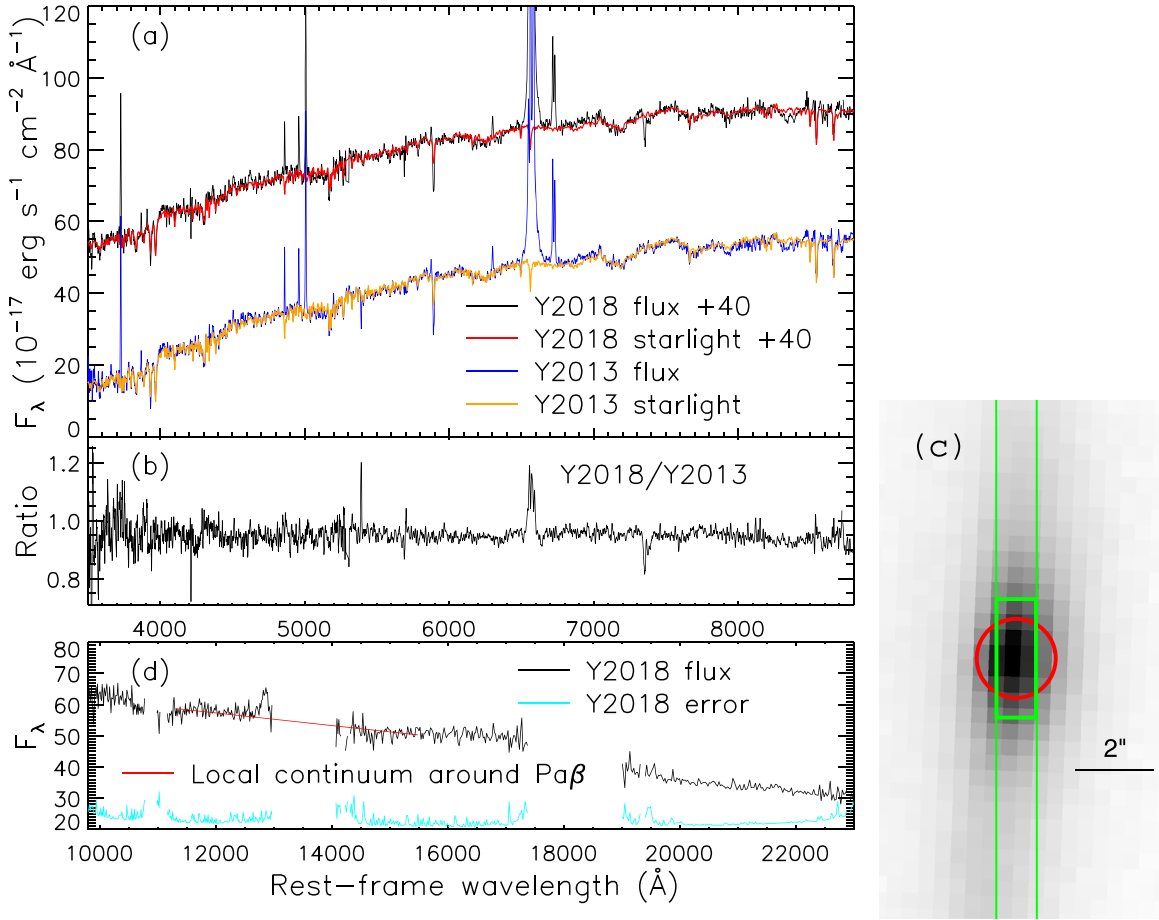 (a)
120
100
80
60
40
20
0
F_λ (10⁻¹⁷ erg s⁻¹ cm⁻² Å⁻¹)
Y2018 flux +40
Y2018 starlight +40
Y2013 flux
Y2013 starlight
(b)
Y2018/Y2013
1.2
1.0
0.8
Ratio
4000 5000 6000 7000 8000
(c)
2"
(d)
80
70
60
50
40
30
20
F_λ
Y2018 flux
Y2018 error
Local continuum around Paβ
10000 12000 14000 16000 18000 20000 22000
Rest-frame wavelength (Å)